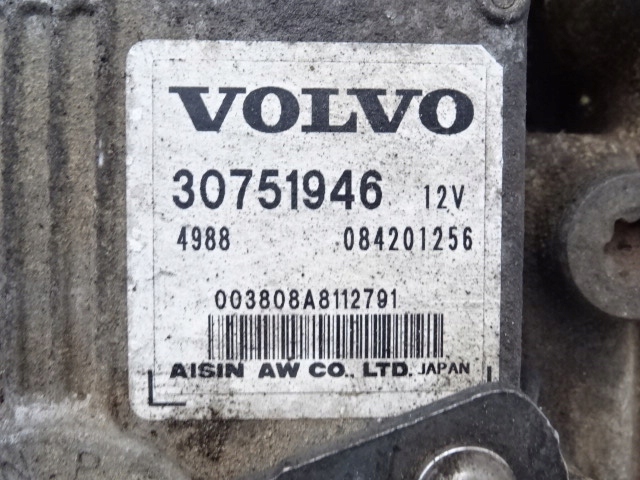 VOLVO
30751946 12V
4988 084201256
003808A8112791
AISIN AW CO., LTD. JAPAN
N P